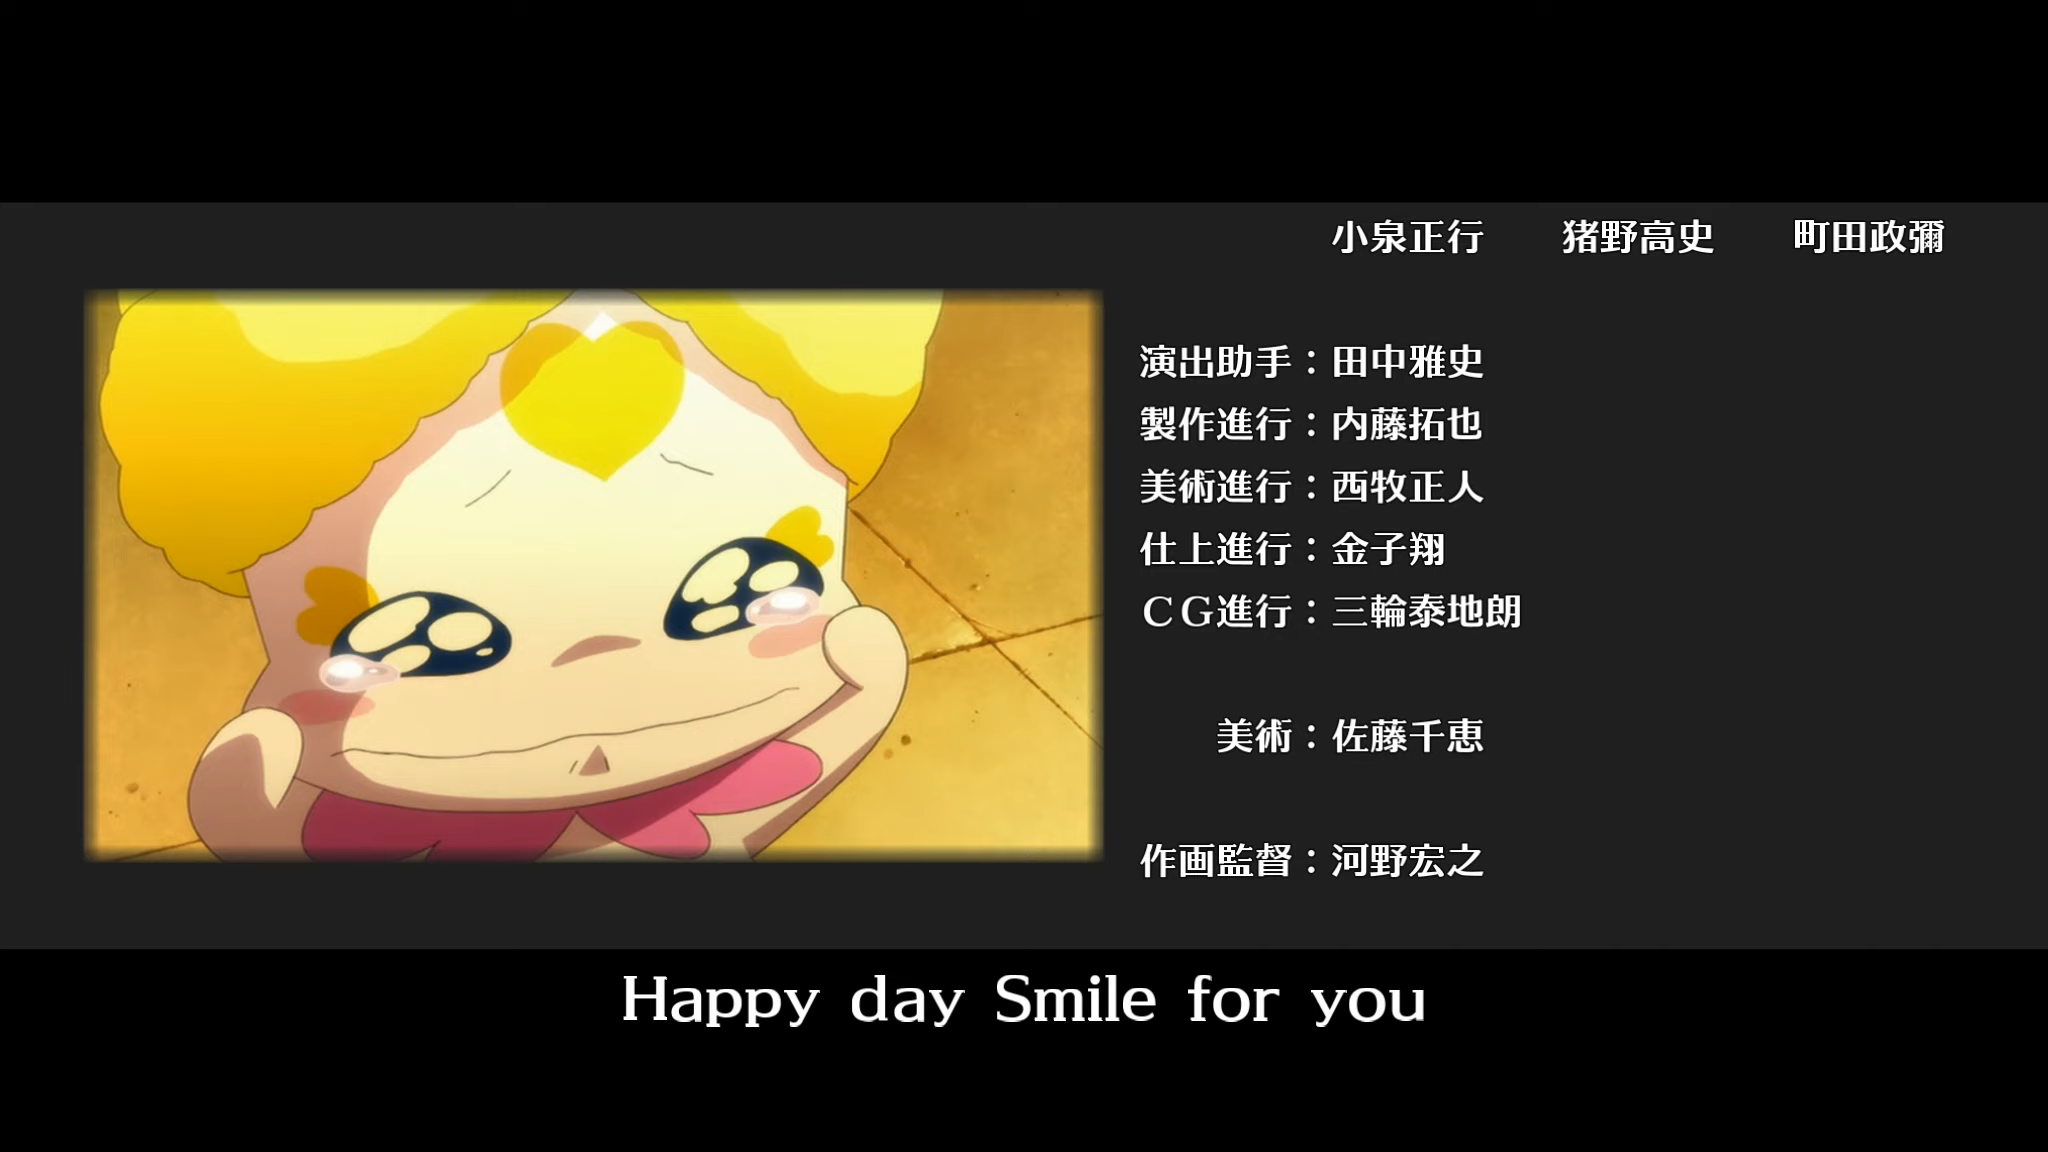 小泉正行　　猪野高史　　町田政彌
演出助手：田中雅史
製作進行：内藤拓也
美術進行：西牧正人
仕上進行：金子翔
ＣＧ進行：三輪泰地朗
美術：佐藤千恵
作画監督：河野宏之
Happy day Smile for you